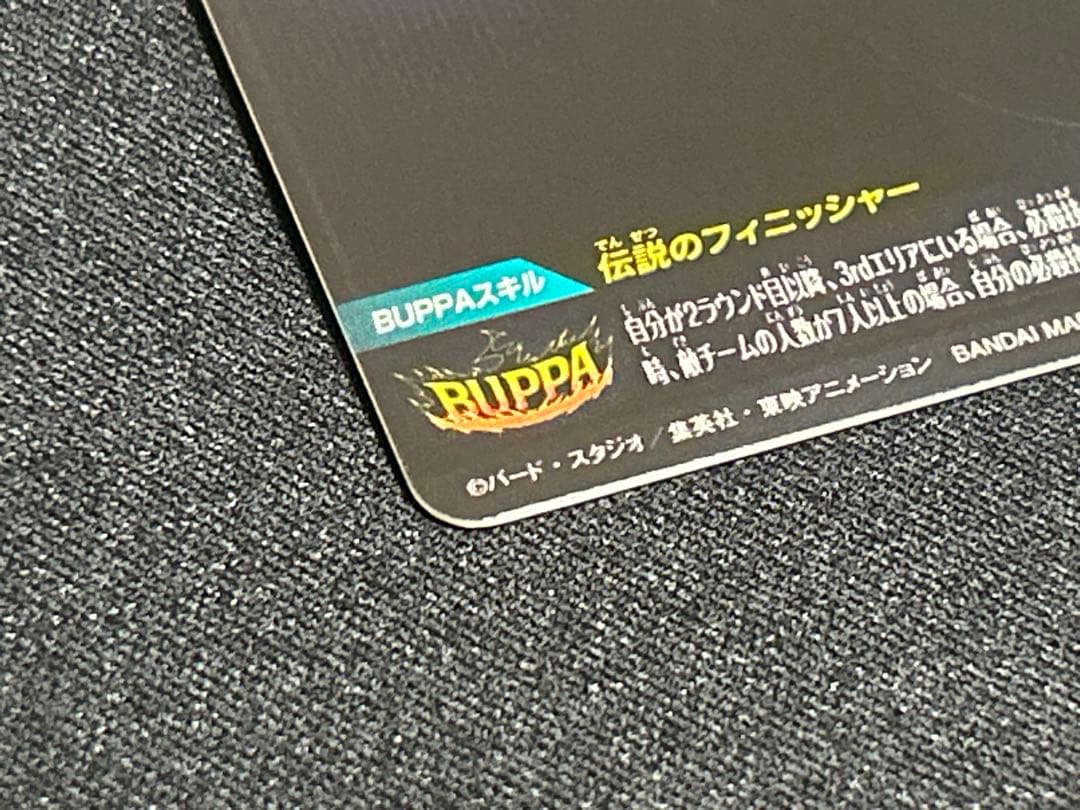 BUPPAスキル
伝説のフィニッシャー
自分が2ラウンド目以降、3rdエリアにいる場合、必殺技
時、敵チームの人数が7人以上の場合、自分の必殺技
BUPPA
©バード・スタジオ/集英社・東映アニメーション BANDAI MA